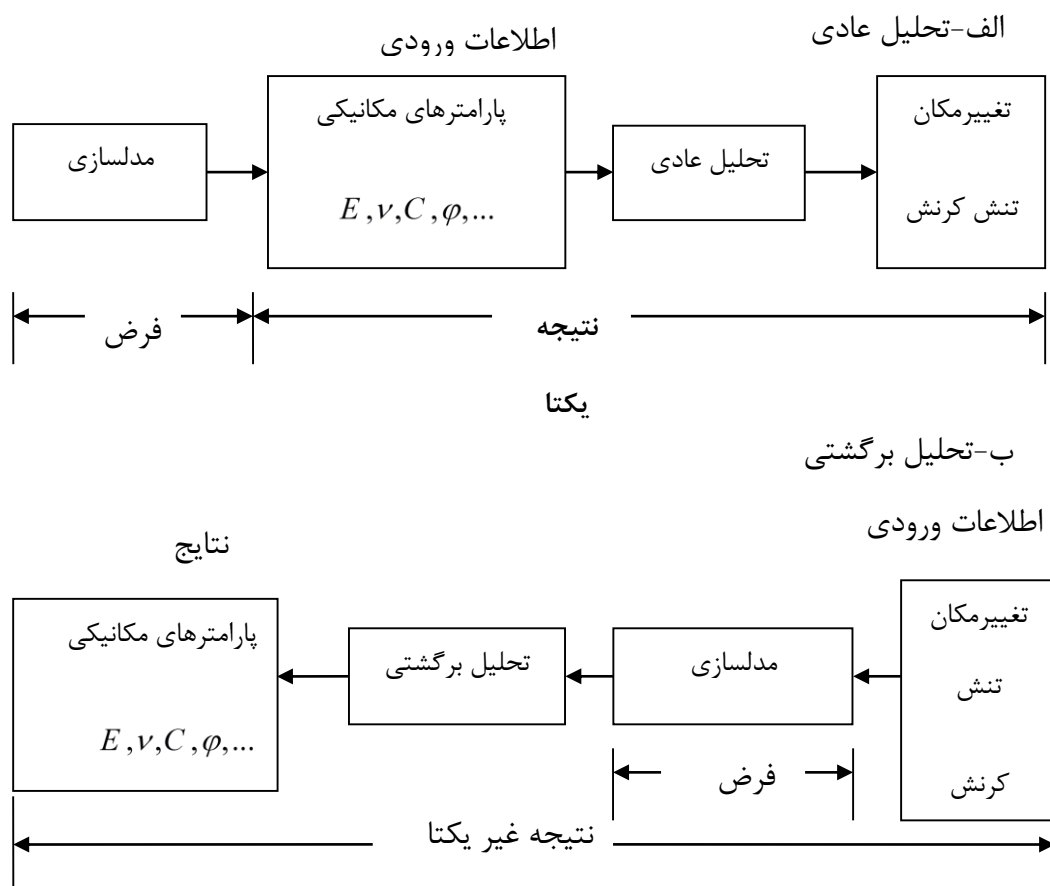 الف-تحلیل عادی
اطلاعات ورودی
مدلسازی
پارامترهای مکانیکی
E ,ν,C ,φ,...
تحلیل عادی
تغییرمکان
تنش کرنش
فرض
نتیجه
یکتا
ب-تحلیل برگشتی
اطلاعات ورودی
نتایج
تغییرمکان
تنش
کرنش
مدلسازی
تحلیل برگشتی
پارامترهای مکانیکی
E ,ν,C ,φ,...
فرض
نتیجه غیر یکتا